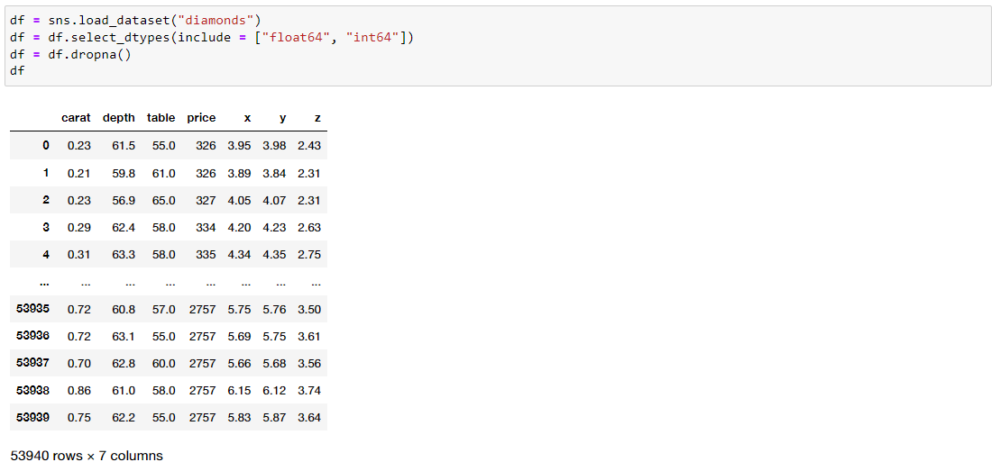 df = sns.load_dataset("diamonds")
df = df.select_dtypes(include = ["float64", "int64"])
df = df.dropna()
df
carat depth table price x y z
0 0.23 61.5 55.0 326 3.95 3.98 2.43
1 0.21 59.8 61.0 326 3.89 3.84 2.31
2 0.23 56.9 65.0 327 4.05 4.07 2.31
3 0.29 62.4 58.0 334 4.20 4.23 2.63
4 0.31 63.3 58.0 335 4.34 4.35 2.75
... ... ... ... ... ... ... ...
53935 0.72 60.8 57.0 2757 5.75 5.76 3.50
53936 0.72 63.1 55.0 2757 5.69 5.75 3.61
53937 0.70 62.8 60.0 2757 5.66 5.68 3.56
53938 0.86 61.0 58.0 2757 6.15 6.12 3.74
53939 0.75 62.2 55.0 2757 5.83 5.87 3.64
53940 rows × 7 columns